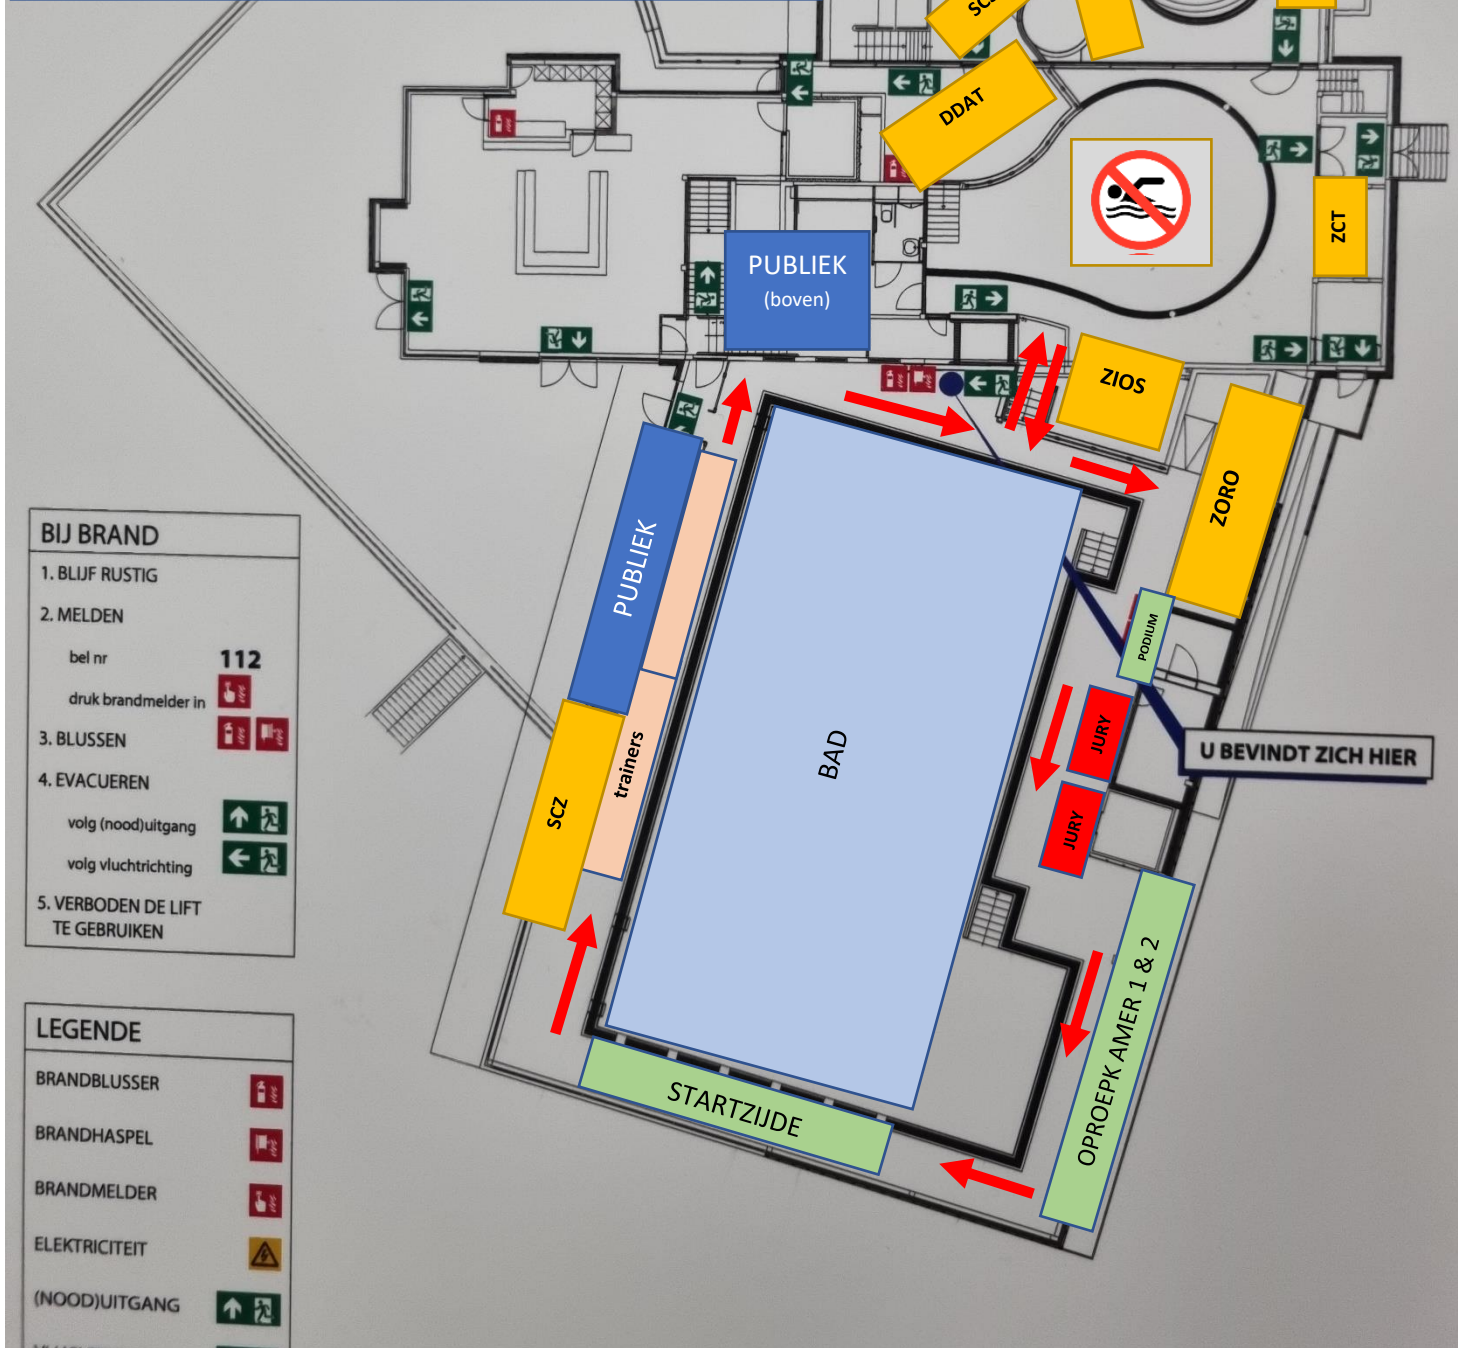 DDAT
ZCT
PUBLIEK
(boven)
ZIOS
ZORO
PUBLIEK
PODIUM
JURY
JURY
trainers
SCZ
BAD
U BEVINDT ZICH HIER
OPROEPK AMER 1 & 2
STARTZIJDE
BIJ BRAND
1. BLIJF RUSTIG
2. MELDEN
bel nr 112
druk brandmelder in
3. BLUSSEN
4. EVACUEREN
volg (nood)uitgang
volg vluchtrichting
5. VERBODEN DE LIFT
TE GEBRUIKEN
LEGENDE
BRANDBLUSSER
BRANDHASPEL
BRANDMELDER
ELEKTRICITEIT
(NOOD)UITGANG